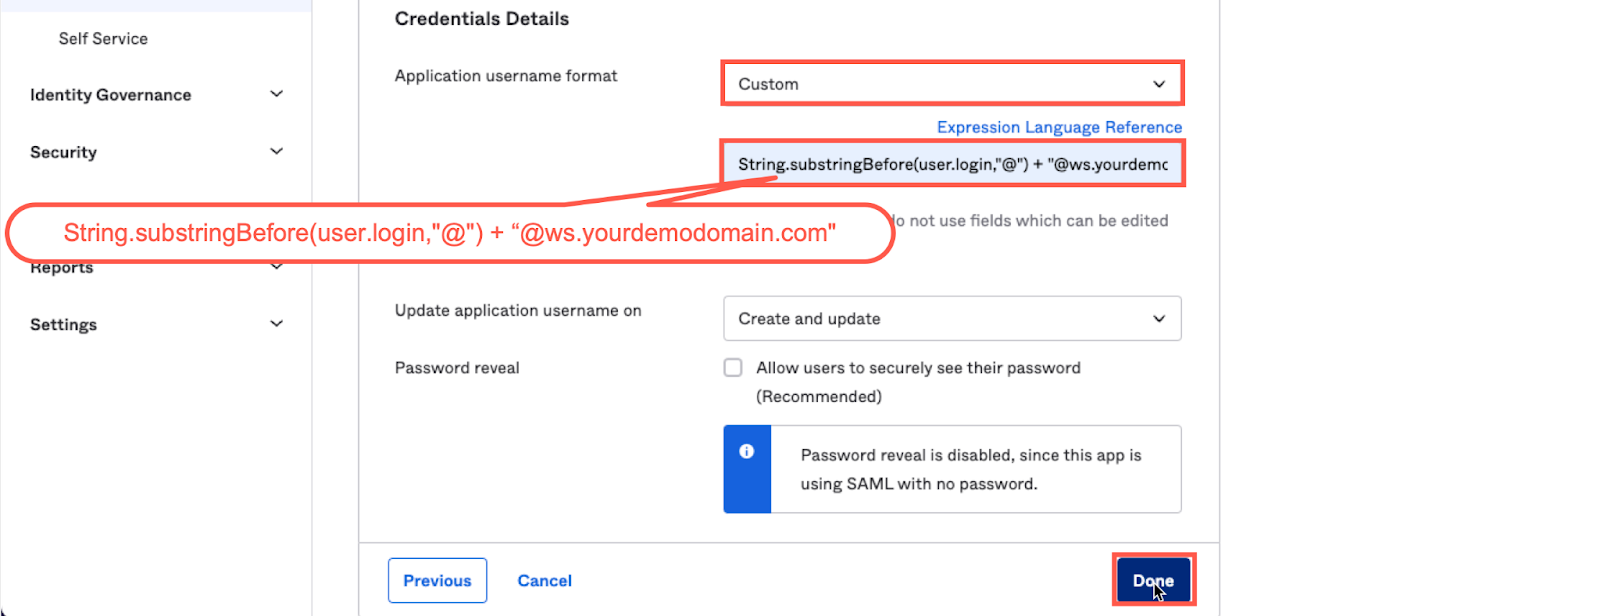 Self Service
Identity Governance
Security
Reports
Settings
Credentials Details
Application username format
Custom
Expression Language Reference
String.substringBefore(user.login,"@") + "@ws.yourdemo
String.substringBefore(user.login,"@") + “@ws.yourdemodomain.com"
do not use fields which can be edited
Update application username on
Create and update
Password reveal
Allow users to securely see their password
(Recommended)
Password reveal is disabled, since this app is
using SAML with no password.
Previous
Cancel
Done